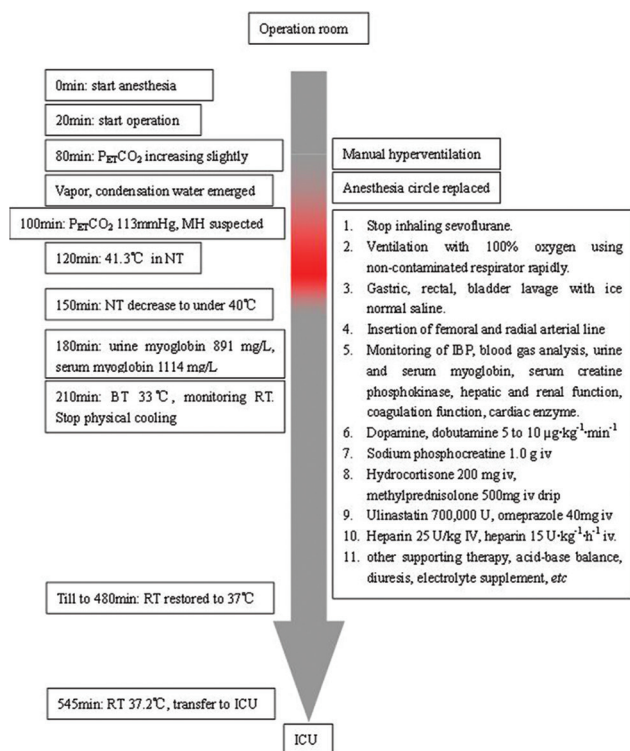 Operation room
0min: start anesthesia
20min: start operation
80min: P_ETCO₂ increasing slightly
Vapor, condensation water emerged
100min: P_ETCO₂ 113mmHg, MH suspected
120min: 41.3℃ in NT
150min: NT decrease to under 40℃
180min: urine myoglobin 891 mg/L,
serum myoglobin 1114 mg/L
210min: BT 33℃, monitoring RT.
Stop physical cooling
Till to 480min: RT restored to 37℃
545min: RT 37.2℃, transfer to ICU
Manual hyperventilation
Anesthesia circle replaced
1. Stop inhaling sevoflurane.
2. Ventilation with 100% oxygen using
non-contaminated respirator rapidly.
3. Gastric, rectal, bladder lavage with ice
normal saline.
4. Insertion of femoral and radial arterial line
5. Monitoring of IBP, blood gas analysis, urine
and serum myoglobin, serum creatine
phosphokinase, hepatic and renal function,
coagulation function, cardiac enzyme.
6. Dopamine, dobutamine 5 to 10 μg·kg⁻¹·min⁻¹
7. Sodium phosphocreatine 1.0 g iv
8. Hydrocortisone 200 mg iv,
methylprednisolone 500mg iv drip
9. Ulinastatin 700,000 U, omeprazole 40mg iv
10. Heparin 25 U/kg IV, heparin 15 U·kg⁻¹·h⁻¹ iv.
11. other supporting therapy, acid-base balance,
diuresis, electrolyte supplement, etc
ICU